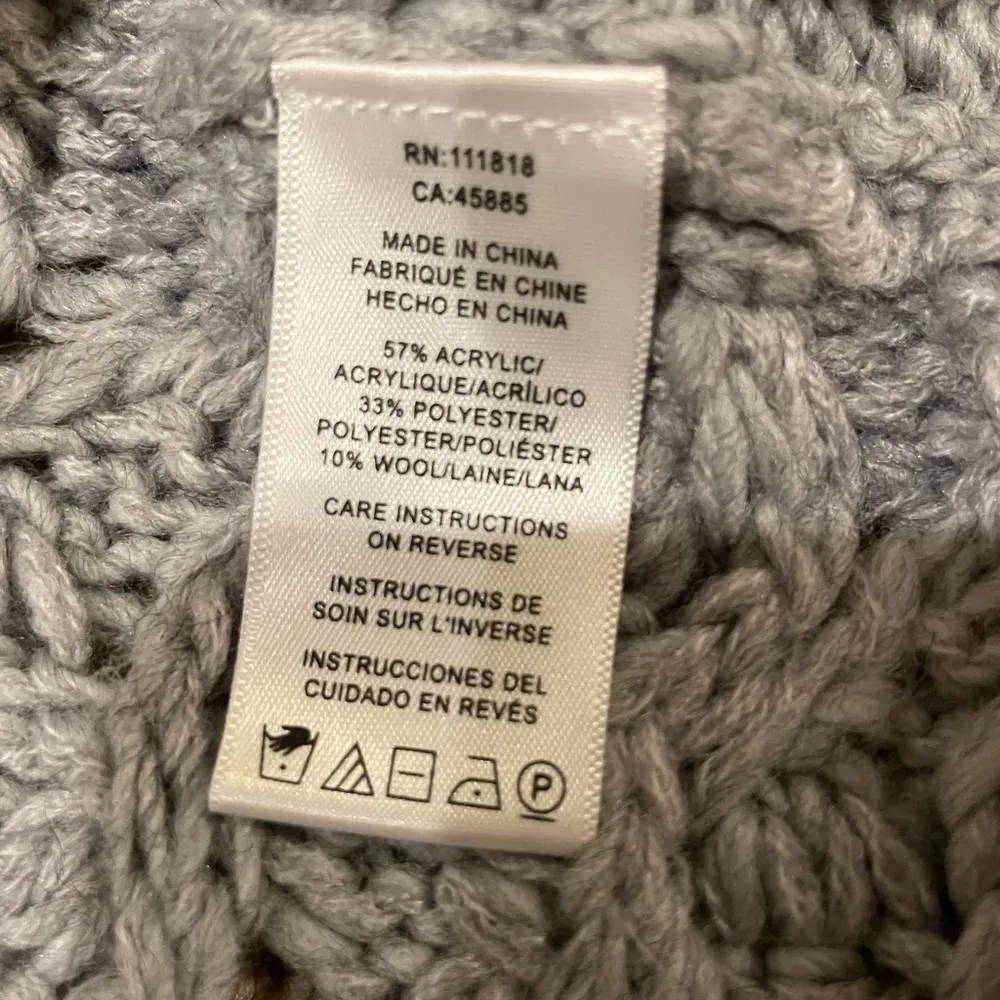 RN:111818
CA:45885
MADE IN CHINA
FABRIQUÉ EN CHINE
HECHO EN CHINA
57% ACRYLIC/
ACRYLIQUE/ACRÍLICO
33% POLYESTER/
POLYESTER/POLIÉSTER
10% WOOL/LAINE/LANA
CARE INSTRUCTIONS
ON REVERSE
INSTRUCTIONS DE
SOIN SUR L'INVERSE
INSTRUCCIONES DEL
CUIDADO EN REVÉS
P